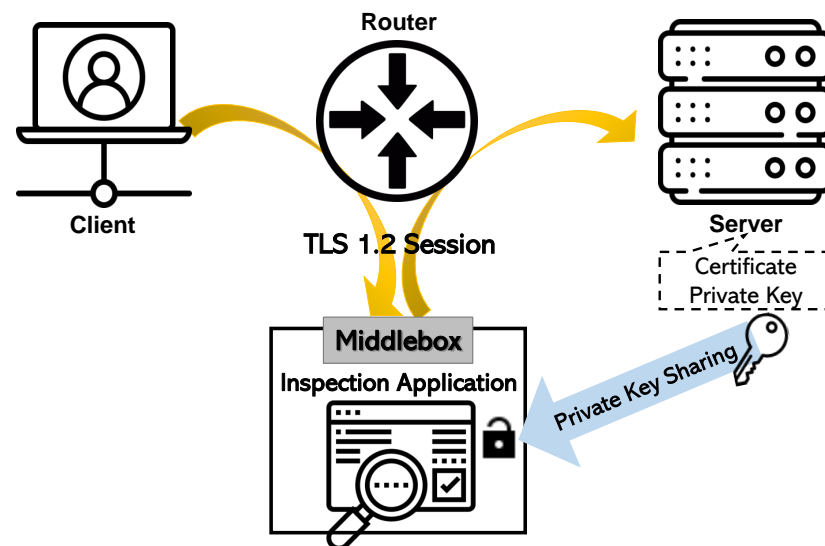 Router
Client
Server
TLS 1.2 Session
Certificate
Private Key
Middlebox
Inspection Application
Private Key Sharing